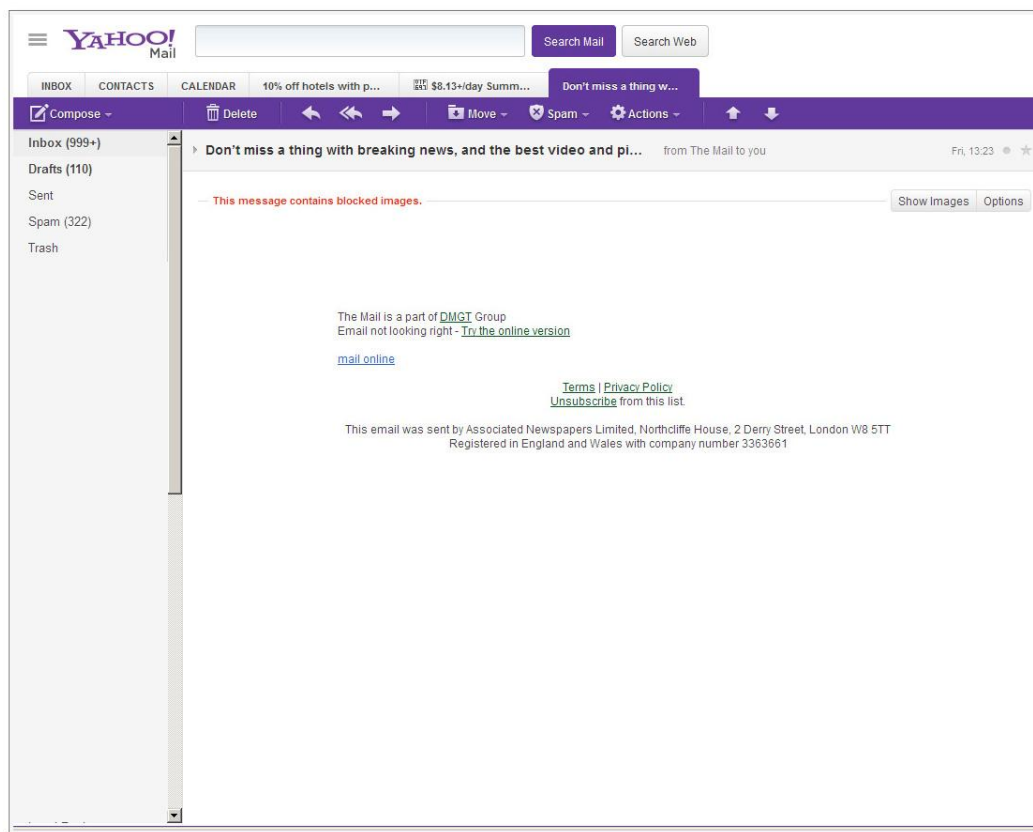 YAHOO!
Mail
Search Mail
Search Web
INBOX
CONTACTS
CALENDAR
10% off hotels with p...
$8.13+/day Summ...
Don't miss a thing w...
Compose
Delete
Move
Spam
Actions
Inbox (999+)
Drafts (110)
Sent
Spam (322)
Trash
Don't miss a thing with breaking news, and the best video and pi...
from The Mail to you
Fri, 13:23
This message contains blocked images.
Show Images
Options
The Mail is a part of DMGT Group
Email not looking right - Try the online version
mail online
Terms | Privacy Policy
Unsubscribe from this list.
This email was sent by Associated Newspapers Limited, Northcliffe House, 2 Derry Street, London W8 5TT
Registered in England and Wales with company number 3363661